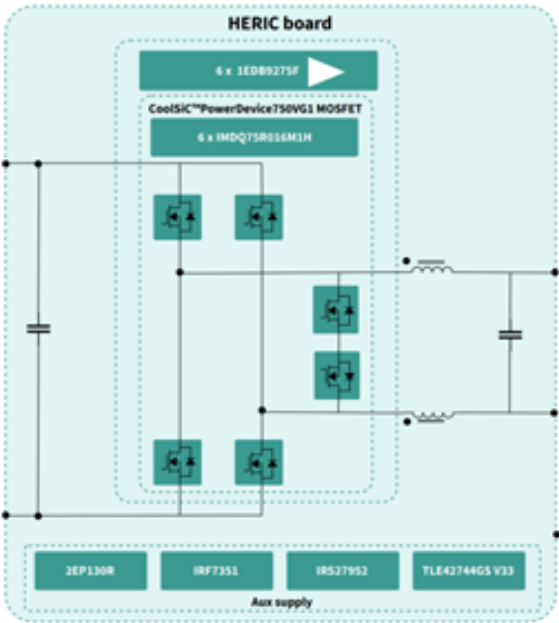 HERIC board
6 x 1EDB9275F
CoolSiC™PowerDevice750VG1 MOSFET
6 x IMDQ75R016M1H
2EP130R
IRF7351
IRS27952
TLE42744GS V33
Aux supply